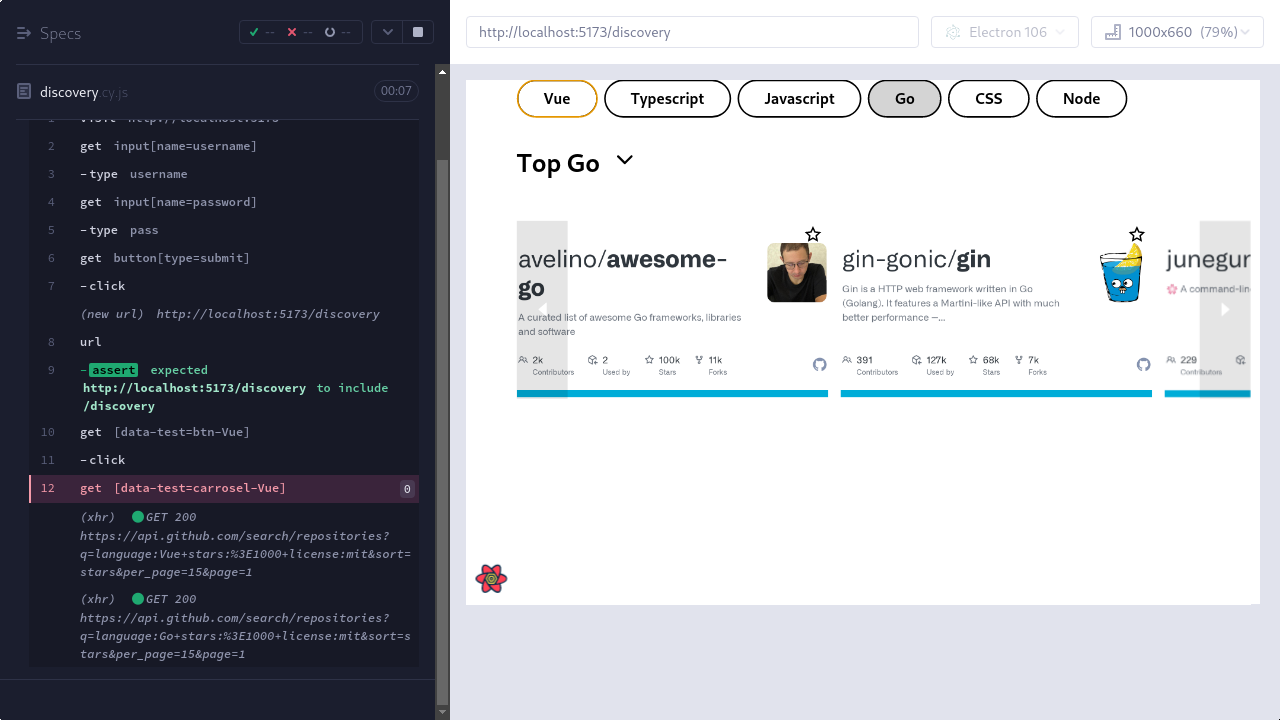 Specs
-- -- --
discovery.cy.js 00:07
1 visit http://localhost:5173
2 get input[name=username]
3 -type username
4 get input[name=password]
5 -type pass
6 get button[type=submit]
7 -click
(new url) http://localhost:5173/discovery
8 url
9 -assert expected
http://localhost:5173/discovery to include
/discovery
10 get [data-test=btn-Vue]
11 -click
12 get [data-test=carrosel-Vue] 0
(xhr) GET 200
https://api.github.com/search/repositories?
q=language:Vue+stars:%3E1000+license:mit&sort=
stars&per_page=15&page=1
(xhr) GET 200
https://api.github.com/search/repositories?
q=language:Go+stars:%3E1000+license:mit&sort=s
tars&per_page=15&page=1
http://localhost:5173/discovery
Electron 106
1000x660 (79%)
Vue Typescript Javascript Go CSS Node
Top Go
avelino/awesome-
go
A curated list of awesome Go frameworks, libraries
and software
2k 2 100k 11k
Contributors Used by Stars Forks
gin-gonic/gin
Gin is a HTTP web framework written in Go
(Golang). It features a Martini-like API with much
better performance –...
391 127k 68k 7k
Contributors Used by Stars Forks
junegur
A command-lin
229
Contributors